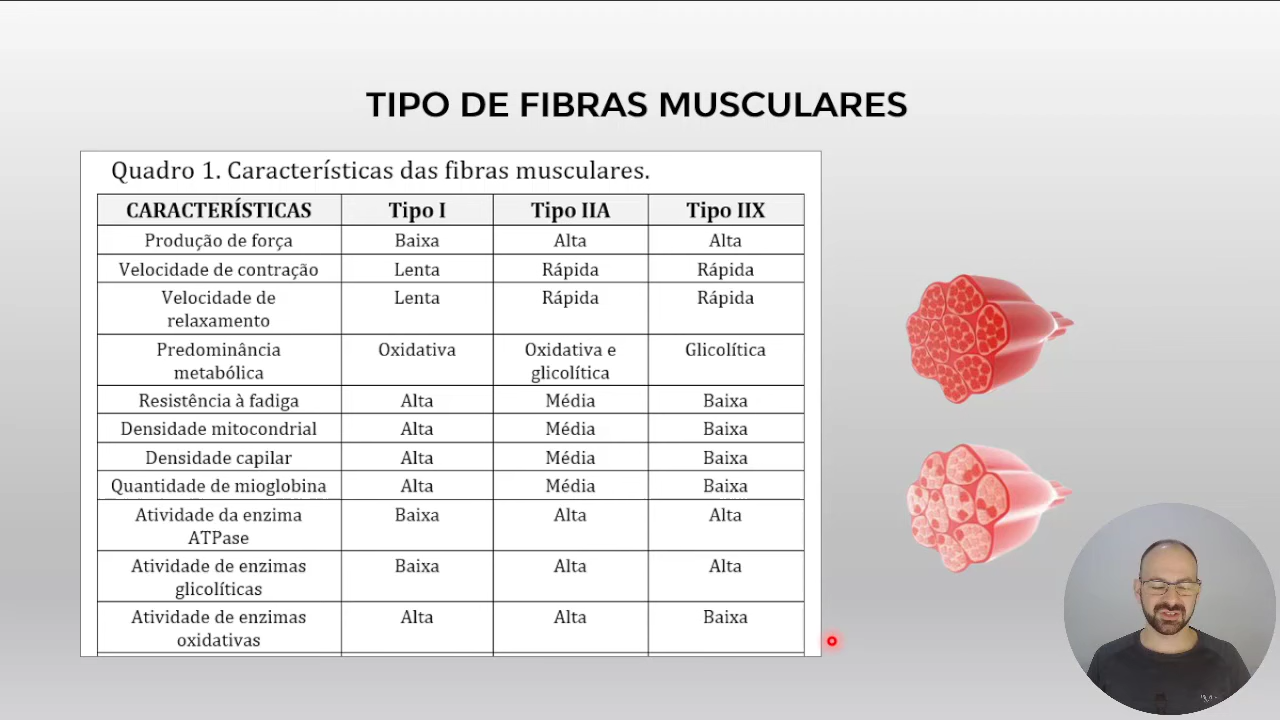 TIPO DE FIBRAS MUSCULARES
Quadro 1. Características das fibras musculares.
CARACTERÍSTICAS Tipo I Tipo IIA Tipo IIX
Produção de força Baixa Alta Alta
Velocidade de contração Lenta Rápida Rápida
Velocidade de Lenta Rápida Rápida
relaxamento
Predominância Oxidativa Oxidativa e Glicolítica
metabólica glicolítica
Resistência à fadiga Alta Média Baixa
Densidade mitocondrial Alta Média Baixa
Densidade capilar Alta Média Baixa
Quantidade de mioglobina Alta Média Baixa
Atividade da enzima Baixa Alta Alta
ATPase
Atividade de enzimas Baixa Alta Alta
glicolíticas
Atividade de enzimas Alta Alta Baixa
oxidativas